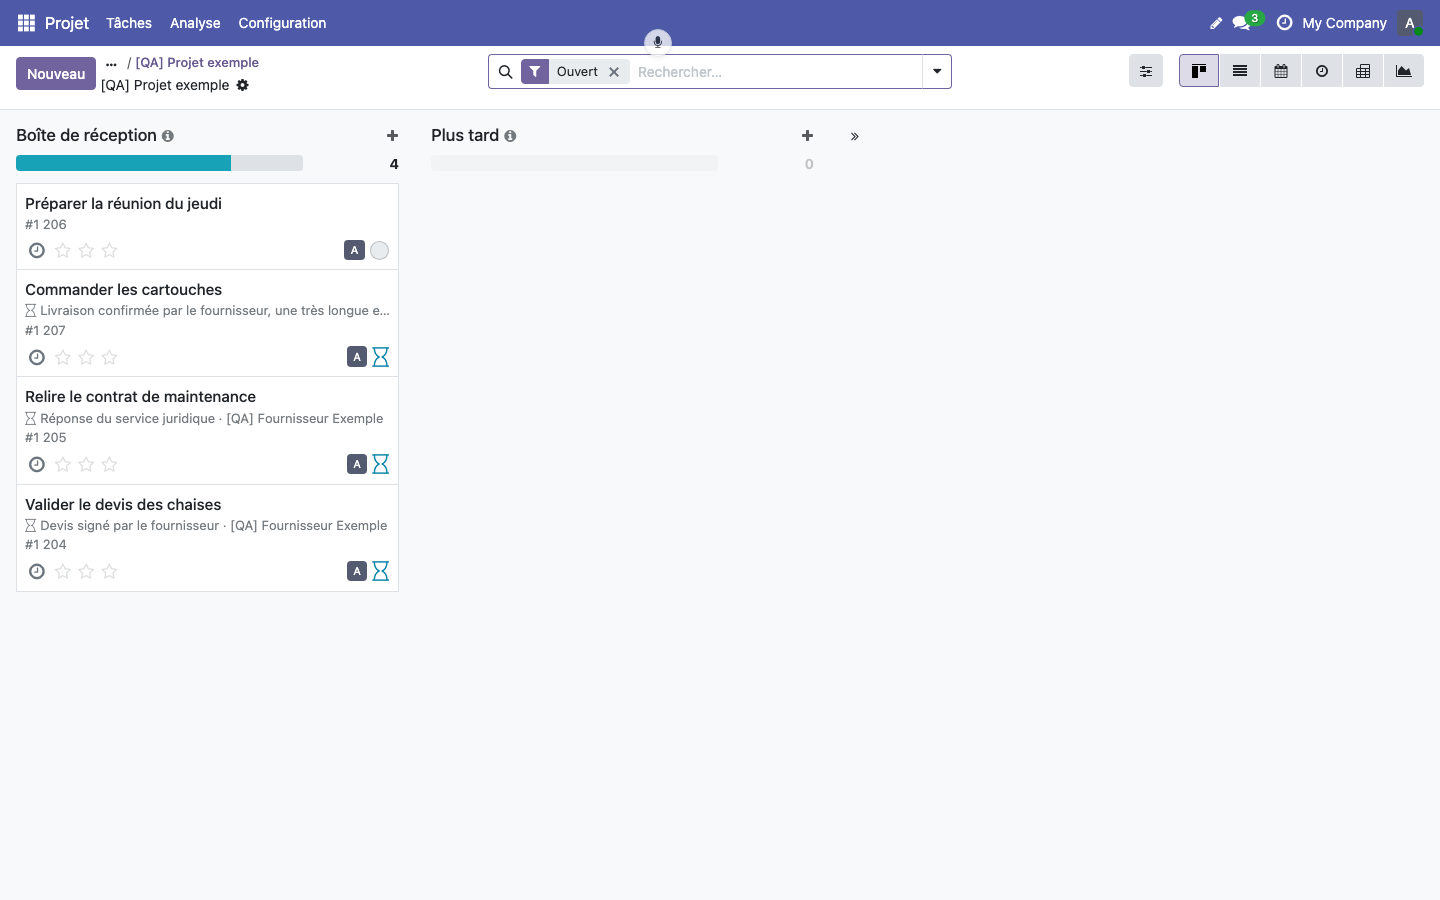 Projet Tâches Analyse Configuration 3 My Company A
Nouveau ... / [QA] Projet exemple
[QA] Projet exemple
Ouvert Rechercher...
Boîte de réception
4
Plus tard
0
Préparer la réunion du jeudi
#1 206
A
Commander les cartouches
Livraison confirmée par le fournisseur, une très longue e...
#1 207
A
Relire le contrat de maintenance
Réponse du service juridique · [QA] Fournisseur Exemple
#1 205
A
Valider le devis des chaises
Devis signé par le fournisseur · [QA] Fournisseur Exemple
#1 204
A